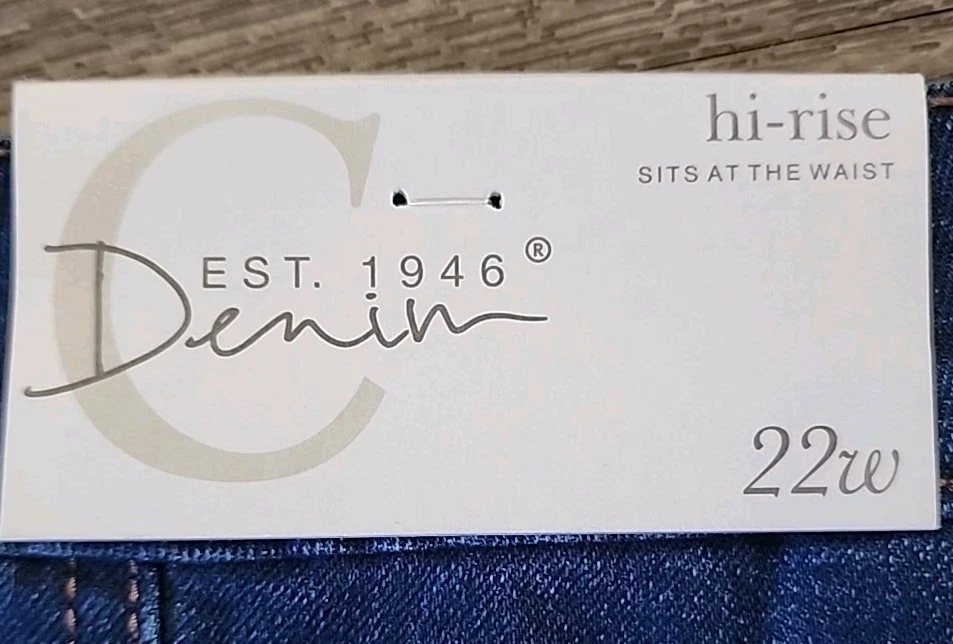 C
EST. 1946®
Denim
hi-rise
SITS AT THE WAIST
22w